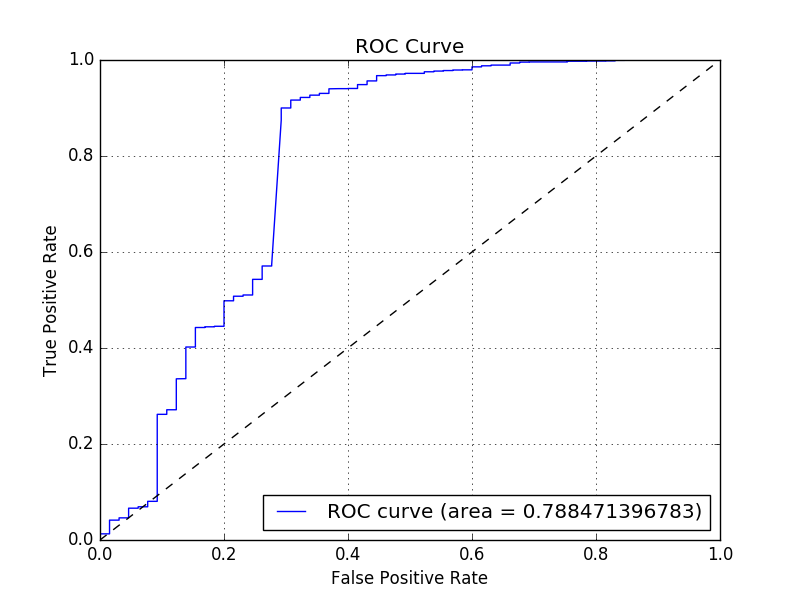 ROC Curve
1.0
0.8
0.6
0.4
0.2
0.0
True Positive Rate
ROC curve (area = 0.788471396783)
0.0 0.2 0.4 0.6 0.8 1.0
False Positive Rate